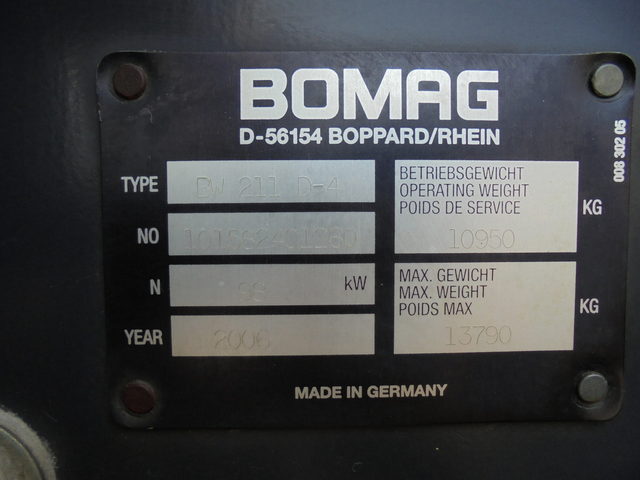 BOMAG
D-56154 BOPPARD/RHEIN
008 302 05
TYPE BW 211 D-4
NO
N kW
YEAR 2006
BETRIEBSGEWICHT
OPERATING WEIGHT
POIDS DE SERVICE KG
10950
MAX. GEWICHT
MAX. WEIGHT
POIDS MAX KG
13790
MADE IN GERMANY